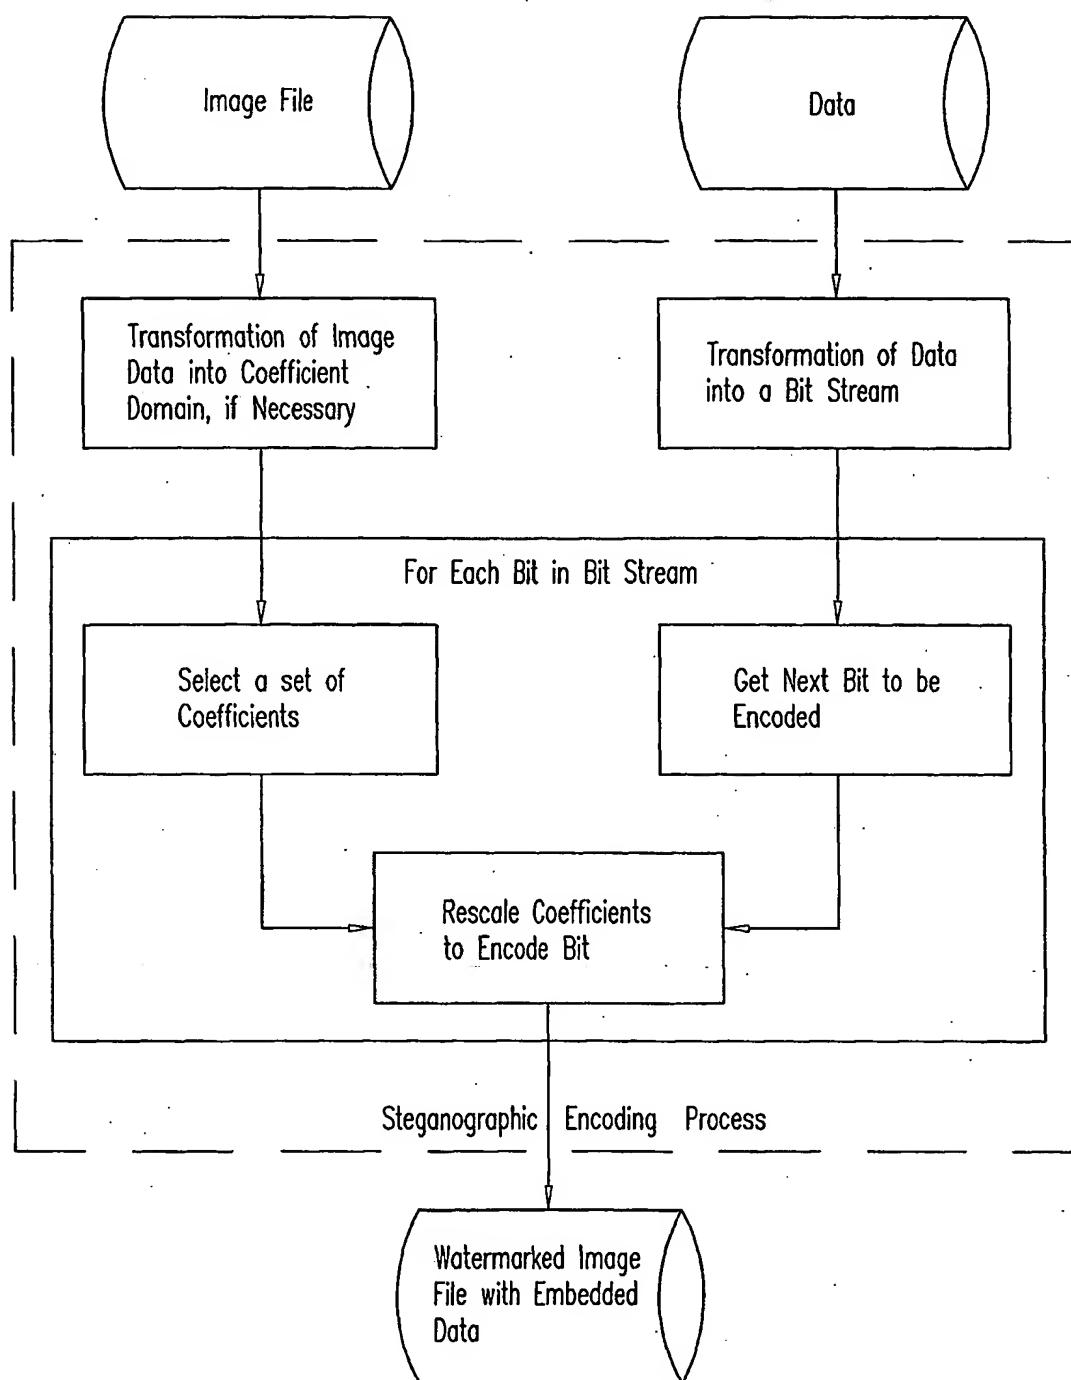 Image File
Data
Transformation of Image
Data into Coefficient
Domain, if Necessary
Transformation of Data
into a Bit Stream
For Each Bit in Bit Stream
Select a set of
Coefficients
Get Next Bit to be
Encoded
Rescale Coefficients
to Encode Bit
Steganographic Encoding Process
Watermarked Image
File with Embedded
Data